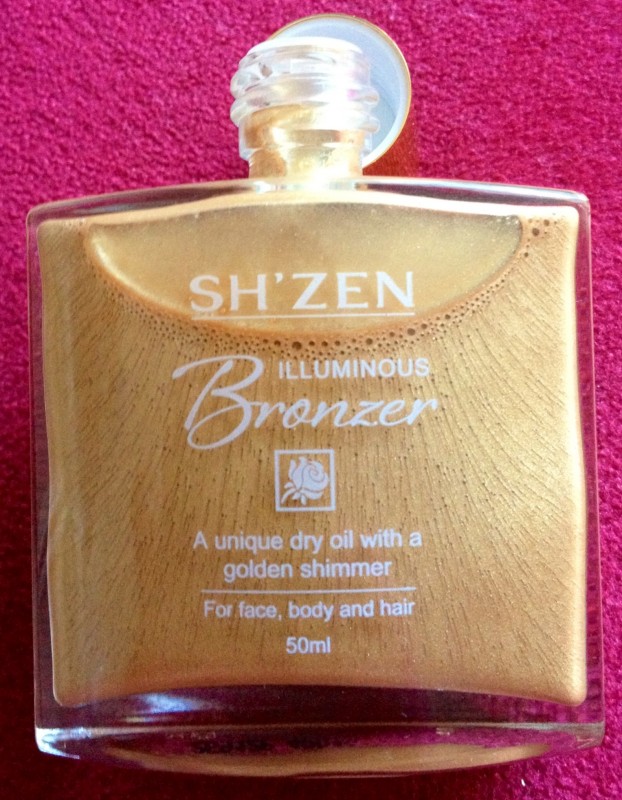 SH'ZEN
ILLUMINOUS
Bronzer
A unique dry oil with a
golden shimmer
For face, body and hair
50ml